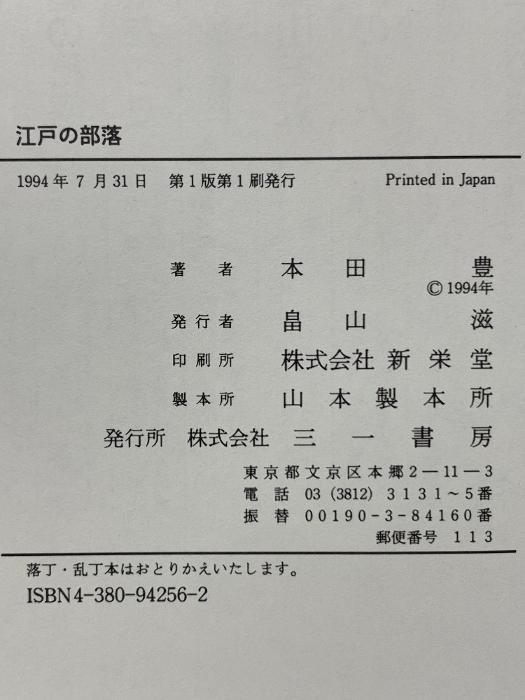 江戸の部落
1994年7月31日 第1版第1刷発行 Printed in Japan
著者 本田豊
©1994年
発行者 畠山滋
印刷所 株式会社新栄堂
製本所 山本製本所
発行所 株式会社三一書房
東京都文京区本郷2―11―3
電話 03（3812）3131〜5番
振替 00190-3-84160番
郵便番号 113
落丁・乱丁本はおとりかえいたします。
ISBN4-380-94256-2